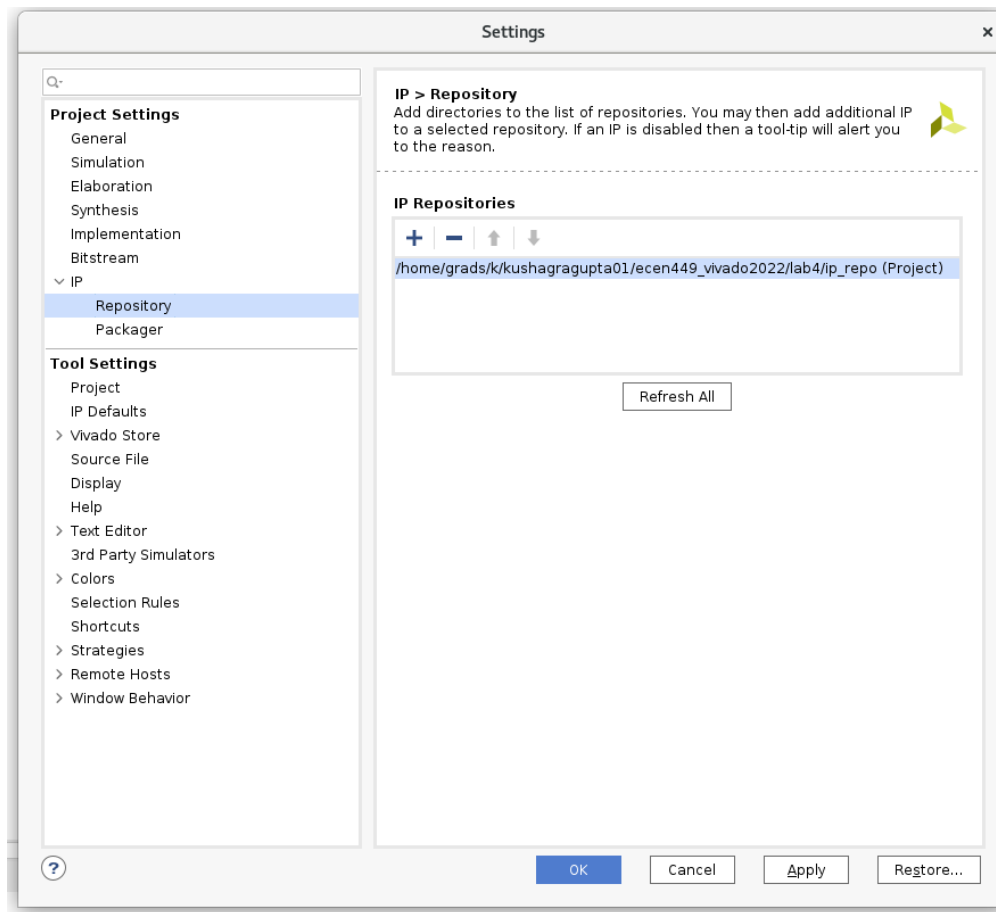 Settings
×
Project Settings
General
Simulation
Elaboration
Synthesis
Implementation
Bitstream
IP
Repository
Packager
Tool Settings
Project
IP Defaults
Vivado Store
Source File
Display
Help
Text Editor
3rd Party Simulators
Colors
Selection Rules
Shortcuts
Strategies
Remote Hosts
Window Behavior
IP > Repository
Add directories to the list of repositories. You may then add additional IP
to a selected repository. If an IP is disabled then a tool-tip will alert you
to the reason.
IP Repositories
/home/grads/k/kushagragupta01/ecen449_vivado2022/lab4/ip_repo (Project)
Refresh All
?
OK
Cancel
Apply
Restore...